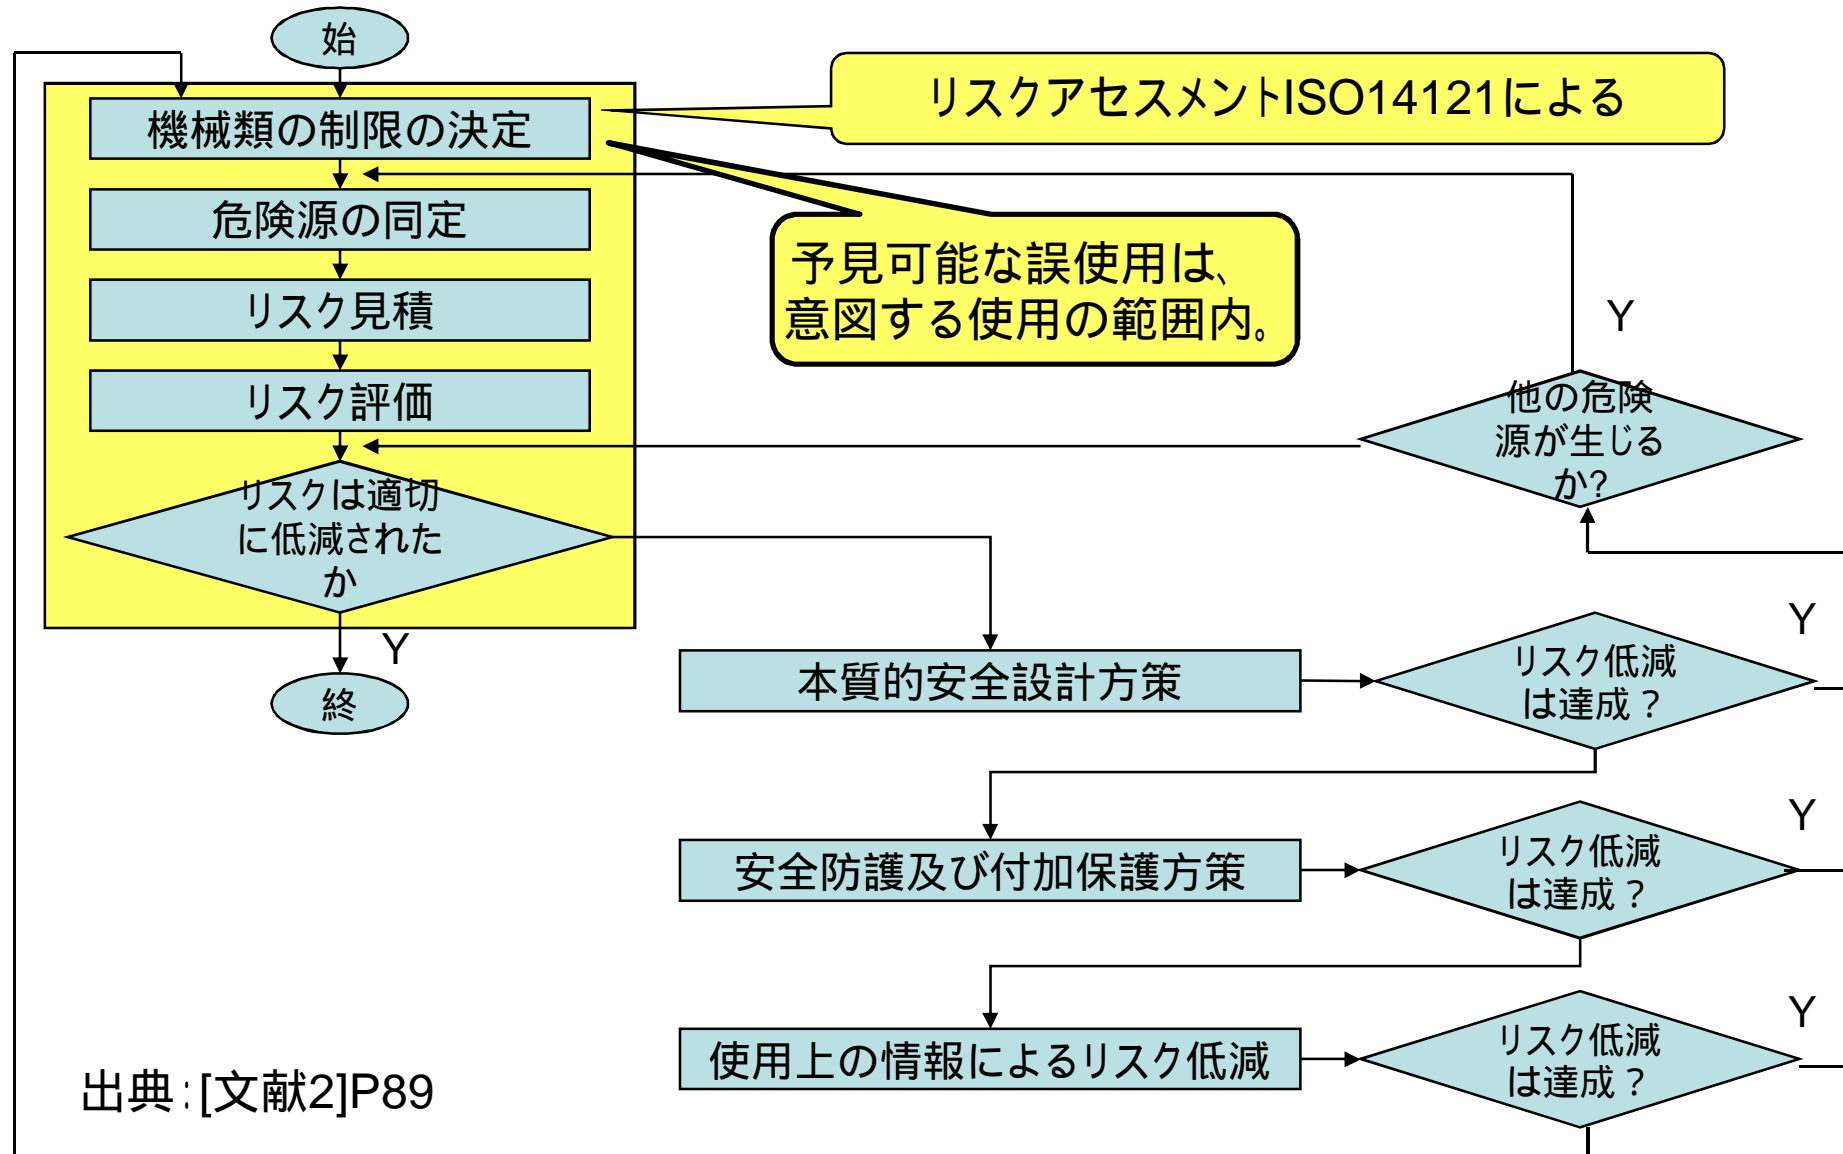 始
リスクアセスメントISO14121による
機械類の制限の決定
危険源の同定
予見可能な誤使用は、
意図する使用の範囲内。
リスク見積
Y
リスク評価
他の危険
源が生じる
か?
リスクは適切
に低減された
か
Y
終
本質的安全設計方策
リスク低減
は達成？
Y
安全防護及び付加保護方策
リスク低減
は達成？
Y
使用上の情報によるリスク低減
リスク低減
は達成？
Y
出典:[文献2]P89